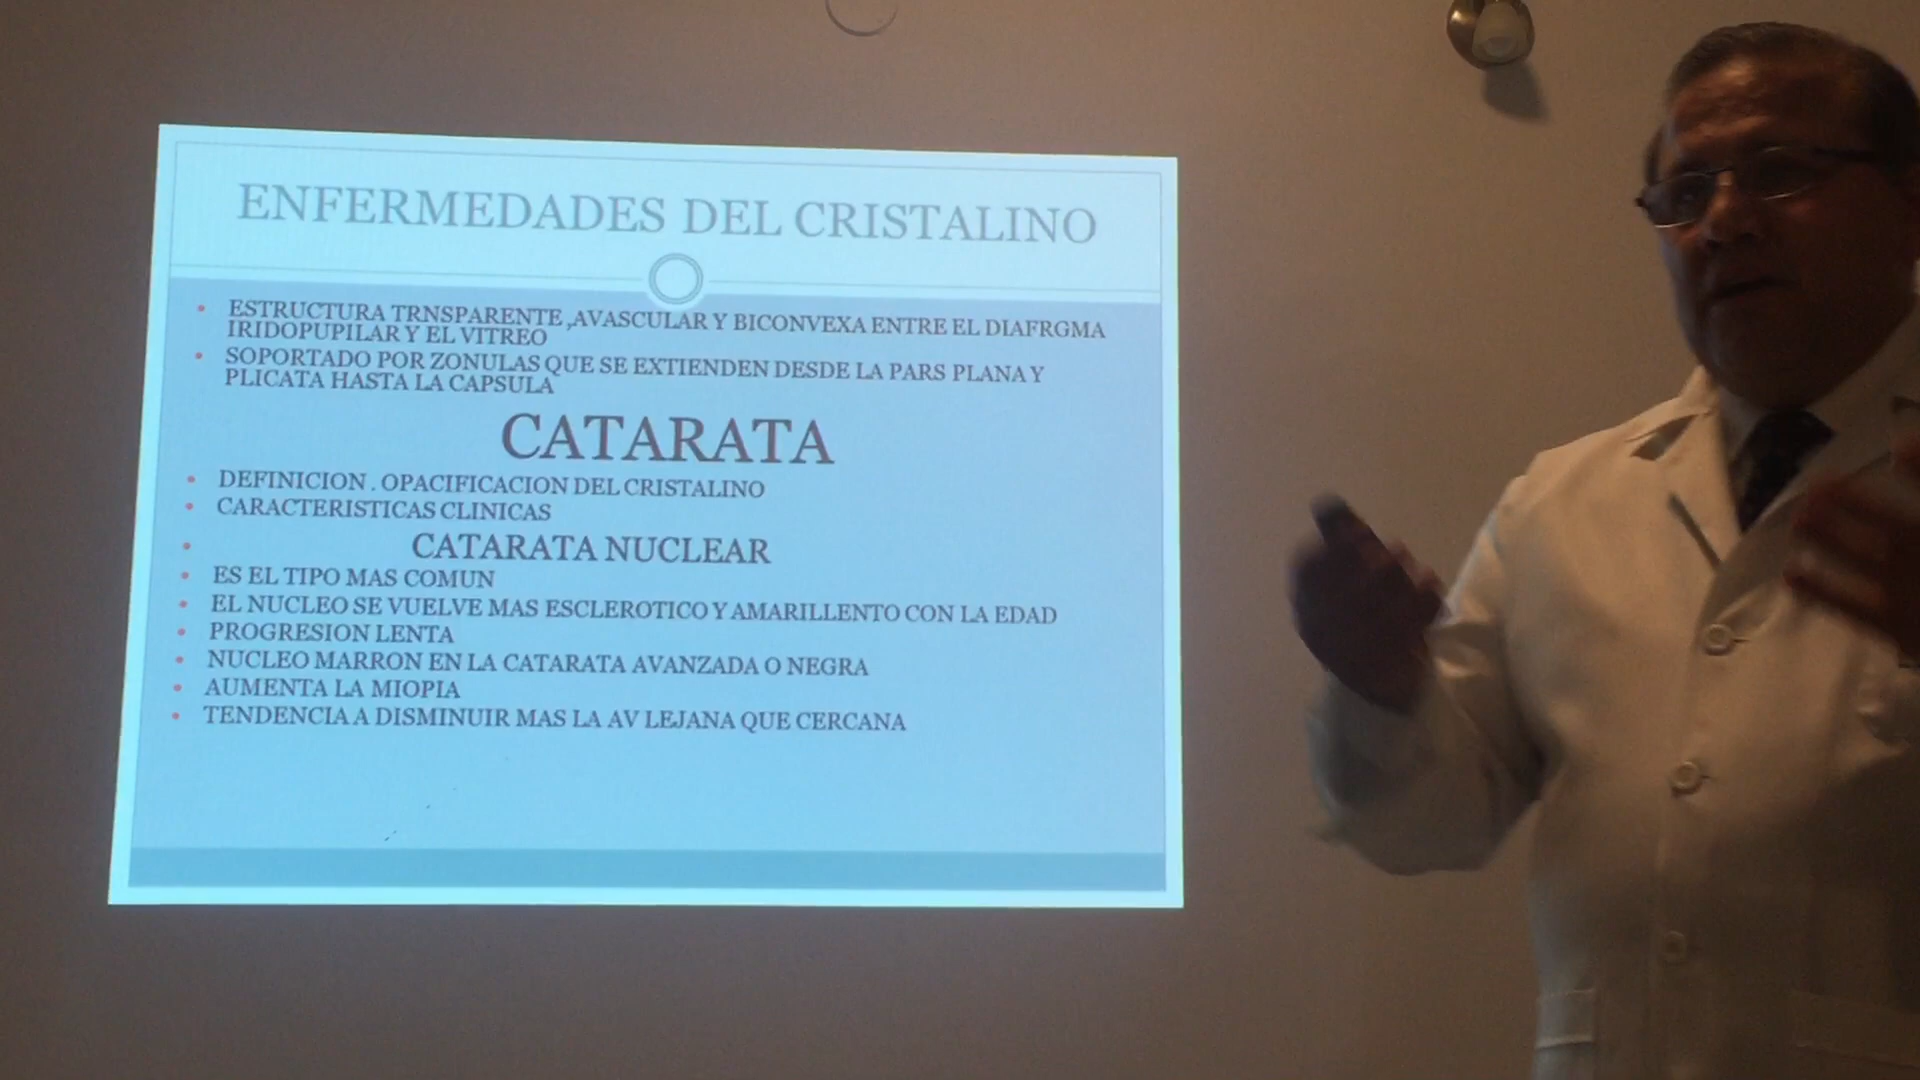 ENFERMEDADES DEL CRISTALINO
• ESTRUCTURA TRNSPARENTE ,AVASCULAR Y BICONVEXA ENTRE EL DIAFRGMA
IRIDOPUPILAR Y EL VITREO
• SOPORTADO POR ZONULAS QUE SE EXTIENDEN DESDE LA PARS PLANA Y
PLICATA HASTA LA CAPSULA
CATARATA
• DEFINICION . OPACIFICACION DEL CRISTALINO
• CARACTERISTICAS CLINICAS
• CATARATA NUCLEAR
• ES EL TIPO MAS COMUN
• EL NUCLEO SE VUELVE MAS ESCLEROTICO Y AMARILLENTO CON LA EDAD
• PROGRESION LENTA
• NUCLEO MARRON EN LA CATARATA AVANZADA O NEGRA
• AUMENTA LA MIOPIA
• TENDENCIA A DISMINUIR MAS LA AV LEJANA QUE CERCANA